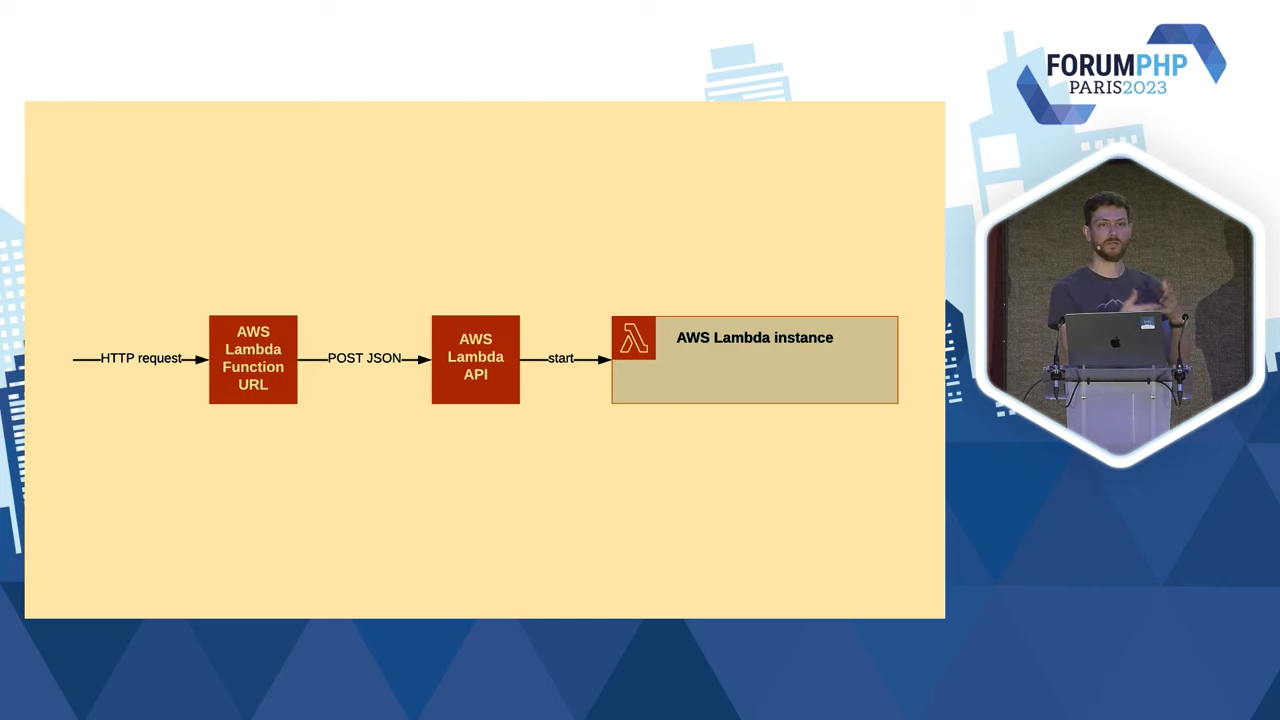 FORUMPHP
PARIS2023
HTTP request
AWS
Lambda
Function
URL
POST JSON
AWS
Lambda
API
start
AWS Lambda instance